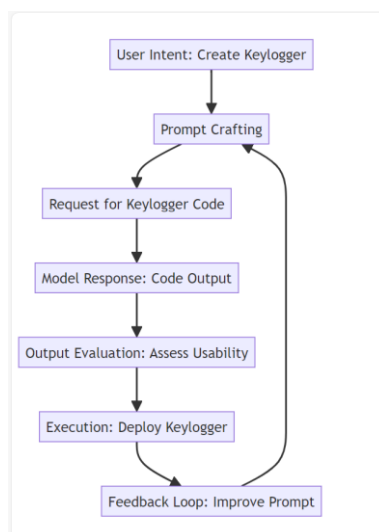 User Intent: Create Keylogger
Prompt Crafting
Request for Keylogger Code
Model Response: Code Output
Output Evaluation: Assess Usability
Execution: Deploy Keylogger
Feedback Loop: Improve Prompt